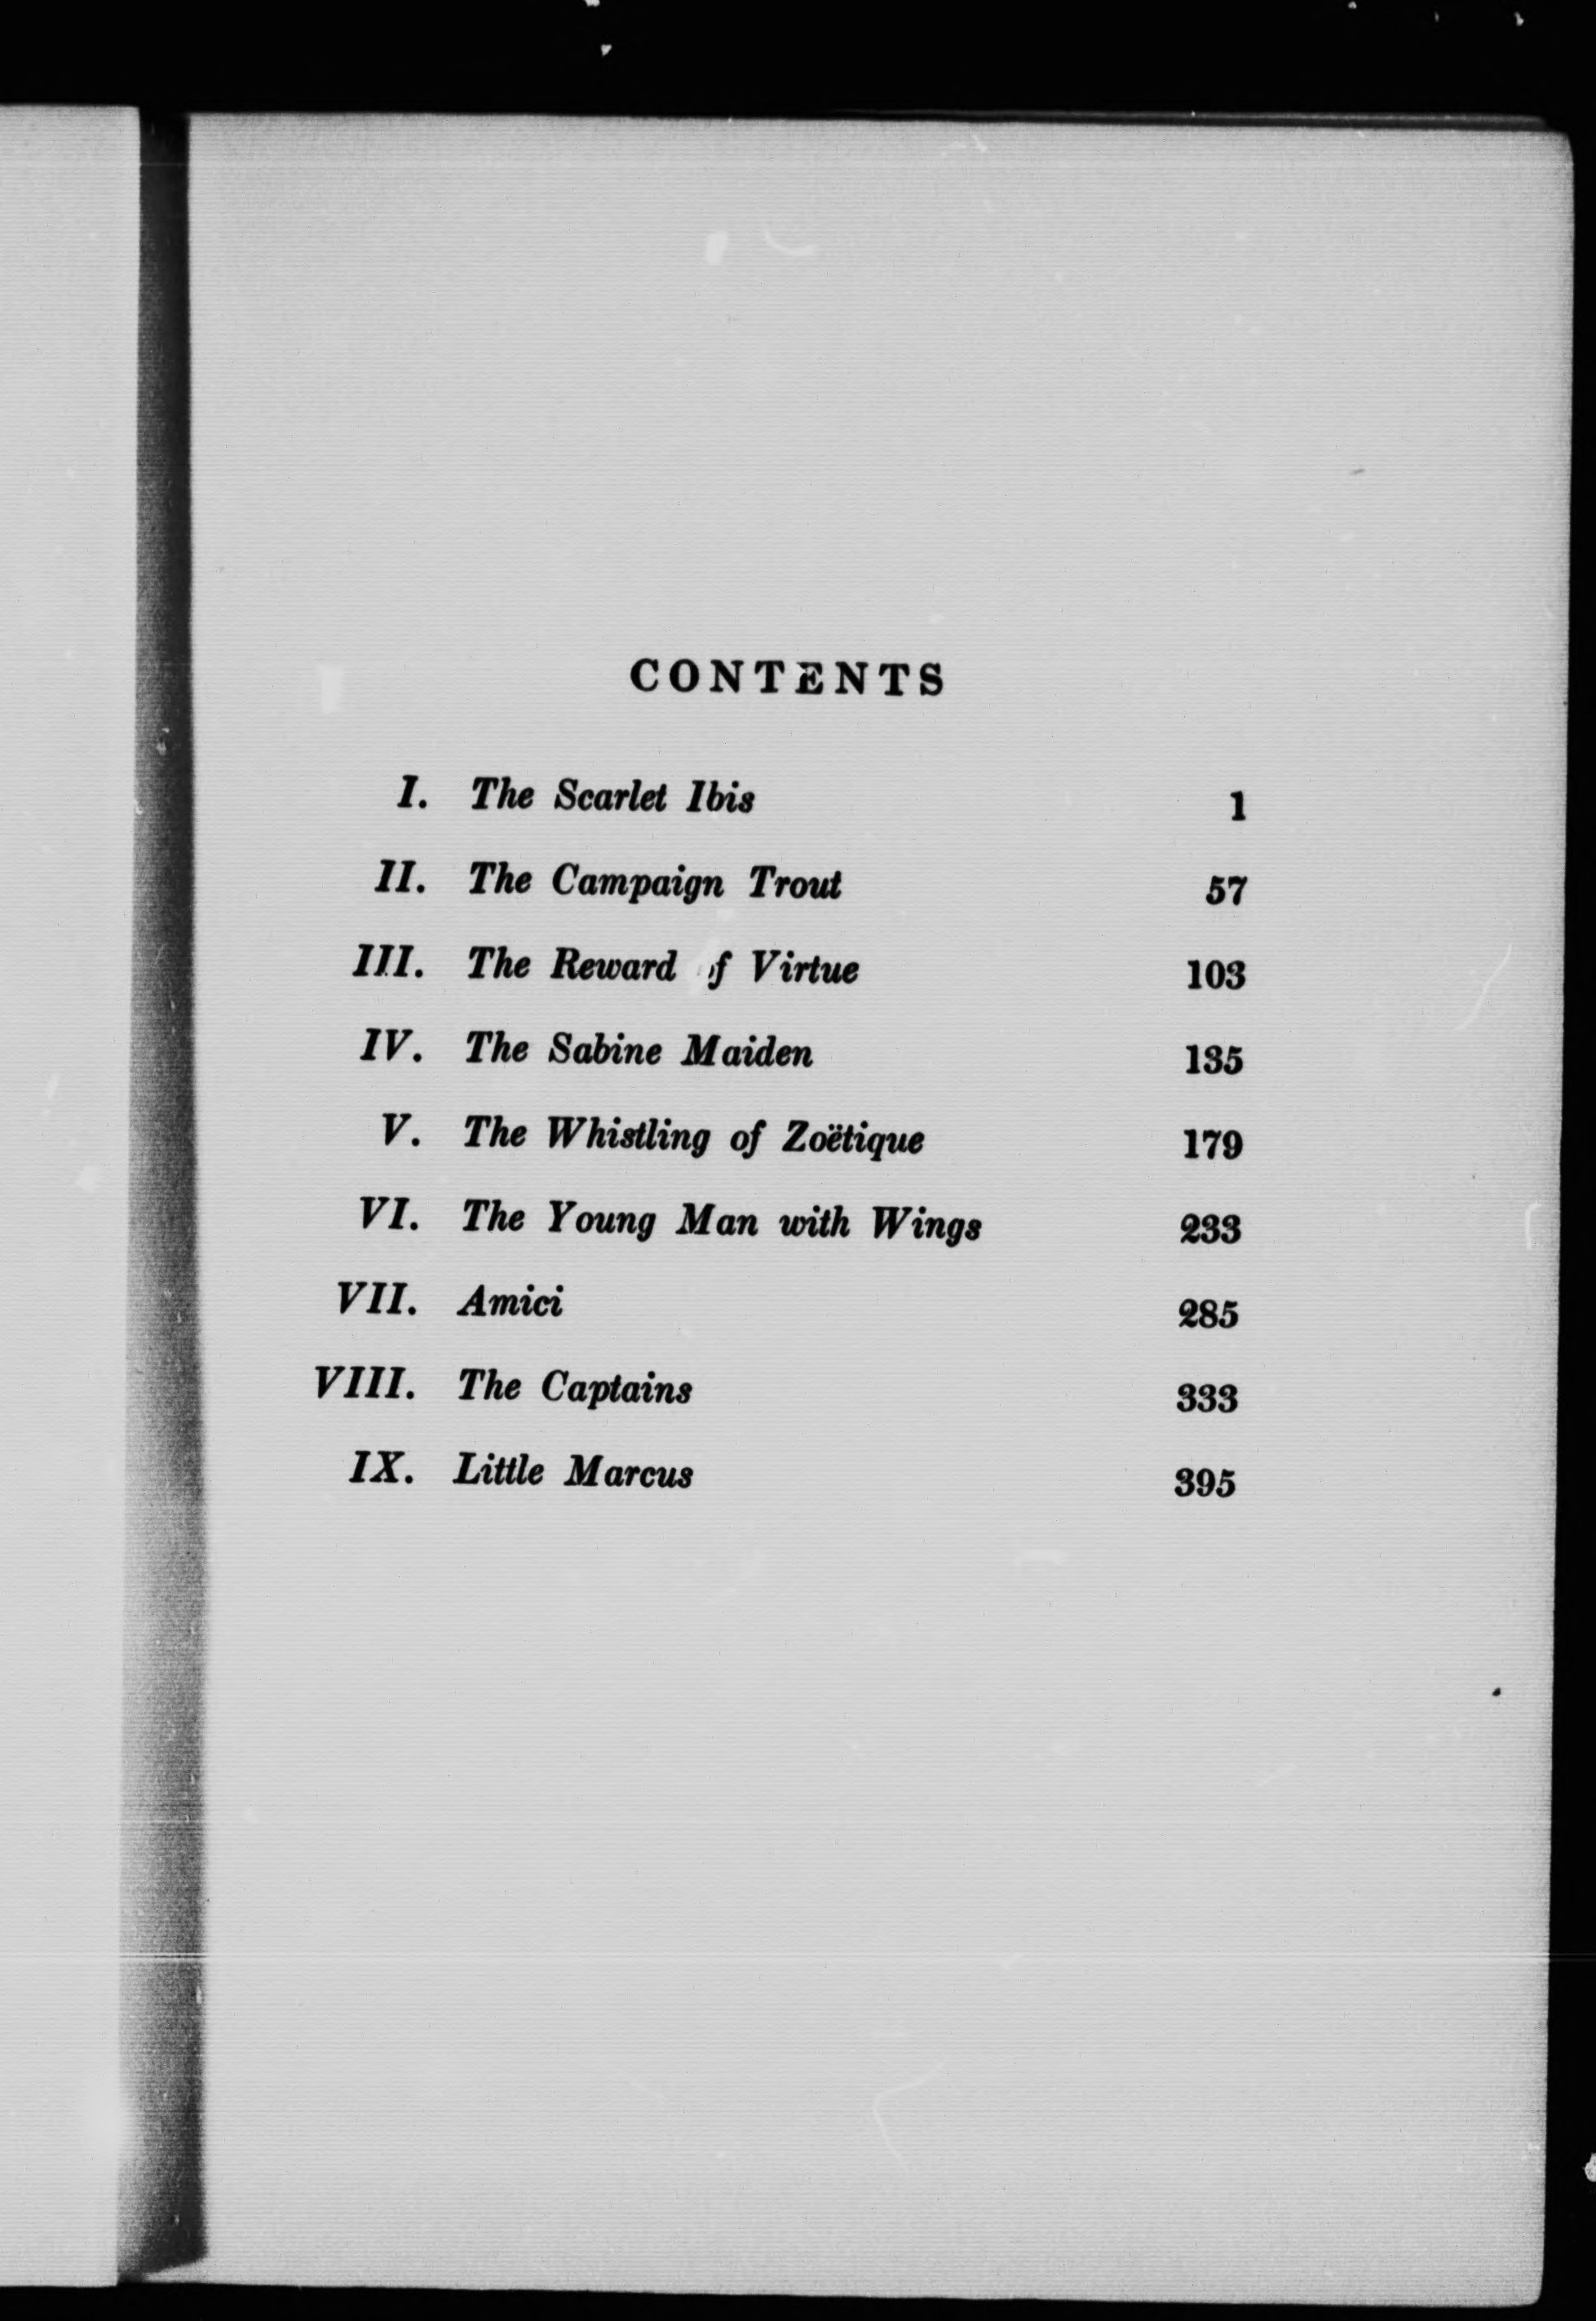 CONTENTS
I. The Scarlet Ibis 1
II. The Campaign Trout 57
III. The Reward of Virtue 103
IV. The Sabine Maiden 135
V. The Whistling of Zoëtique 179
VI. The Young Man with Wings 233
VII. Amici 285
VIII. The Captains 333
IX. Little Marcus 395